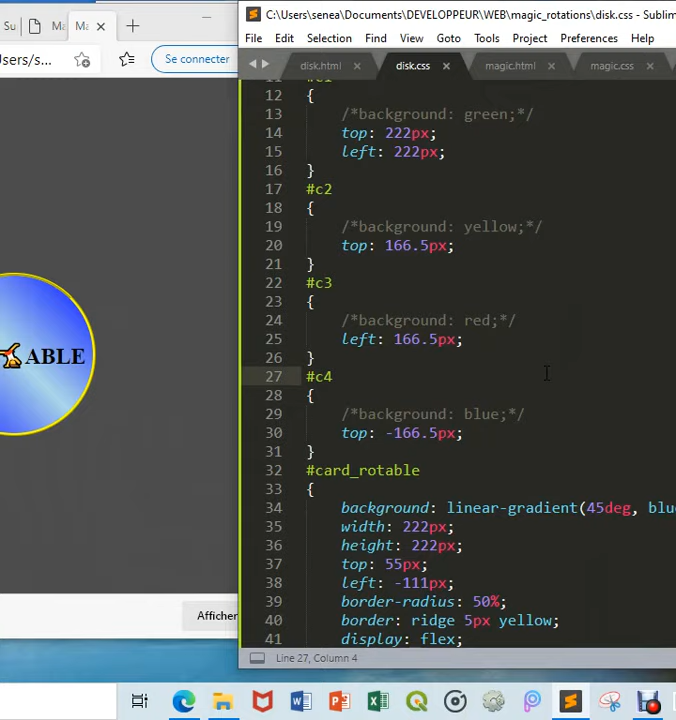 C:\Users\senea\Documents\DEVELOPPEUR\WEB\magic_rotations\disk.css - Sublim
Su
Ma
Ma
File Edit Selection Find View Goto Tools Project Preferences Help
sers/s...
Se connecter
disk.html
disk.css
magic.html
magic.css
12 {
13 /*background: green;*/
14 top: 222px;
15 left: 222px;
16 }
17 #c2
18 {
19 /*background: yellow;*/
20 top: 166.5px;
21 }
22 #c3
23 {
24 /*background: red;*/
25 left: 166.5px;
26 }
27 #c4
28 {
29 /*background: blue;*/
30 top: -166.5px;
31 }
32 #card_rotable
33 {
34 background: linear-gradient(45deg, blue
35 width: 222px;
36 height: 222px;
37 top: 55px;
38 left: -111px;
39 border-radius: 50%;
40 border: ridge 5px yellow;
41 display: flex;
ABLE
Afficher
Line 27, Column 4